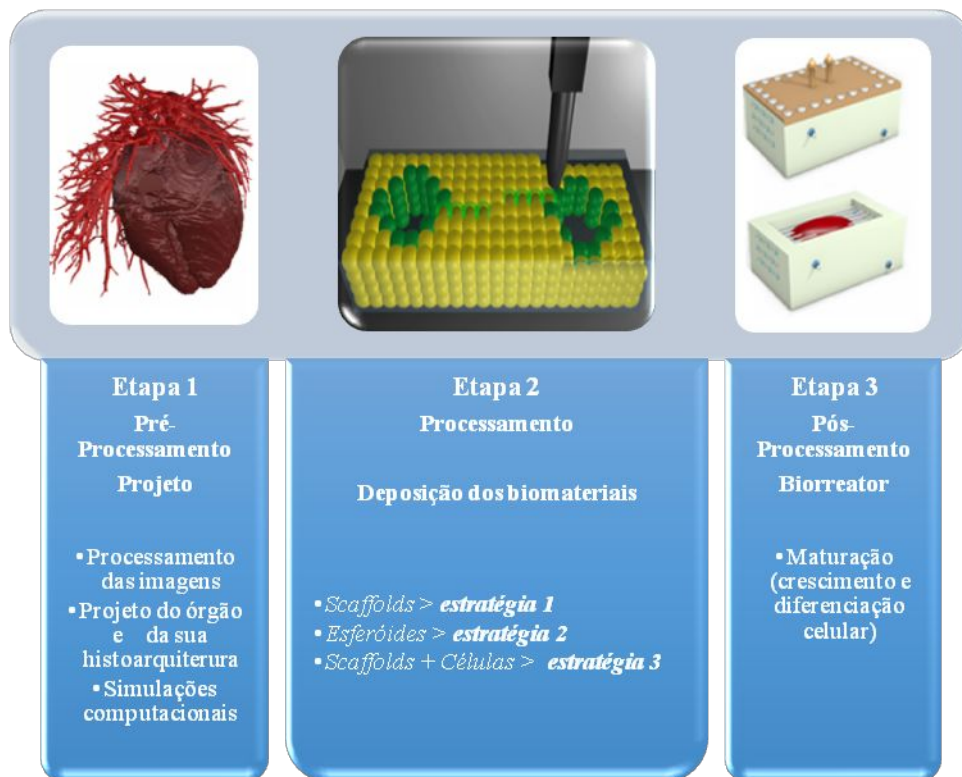 Etapa 1
Pré-
Processamento
Projeto
• Processamento
das imagens
• Projeto do órgão
e da sua
histoarquiterura
• Simulações
computacionais
Etapa 2
Processamento
Deposição dos biomateriais
• Scaffolds > estratégia 1
• Esferóides > estratégia 2
• Scaffolds + Células > estratégia 3
Etapa 3
Pós-
Processamento
Biorreator
• Maturação
(crescimento e
diferenciação
celular)